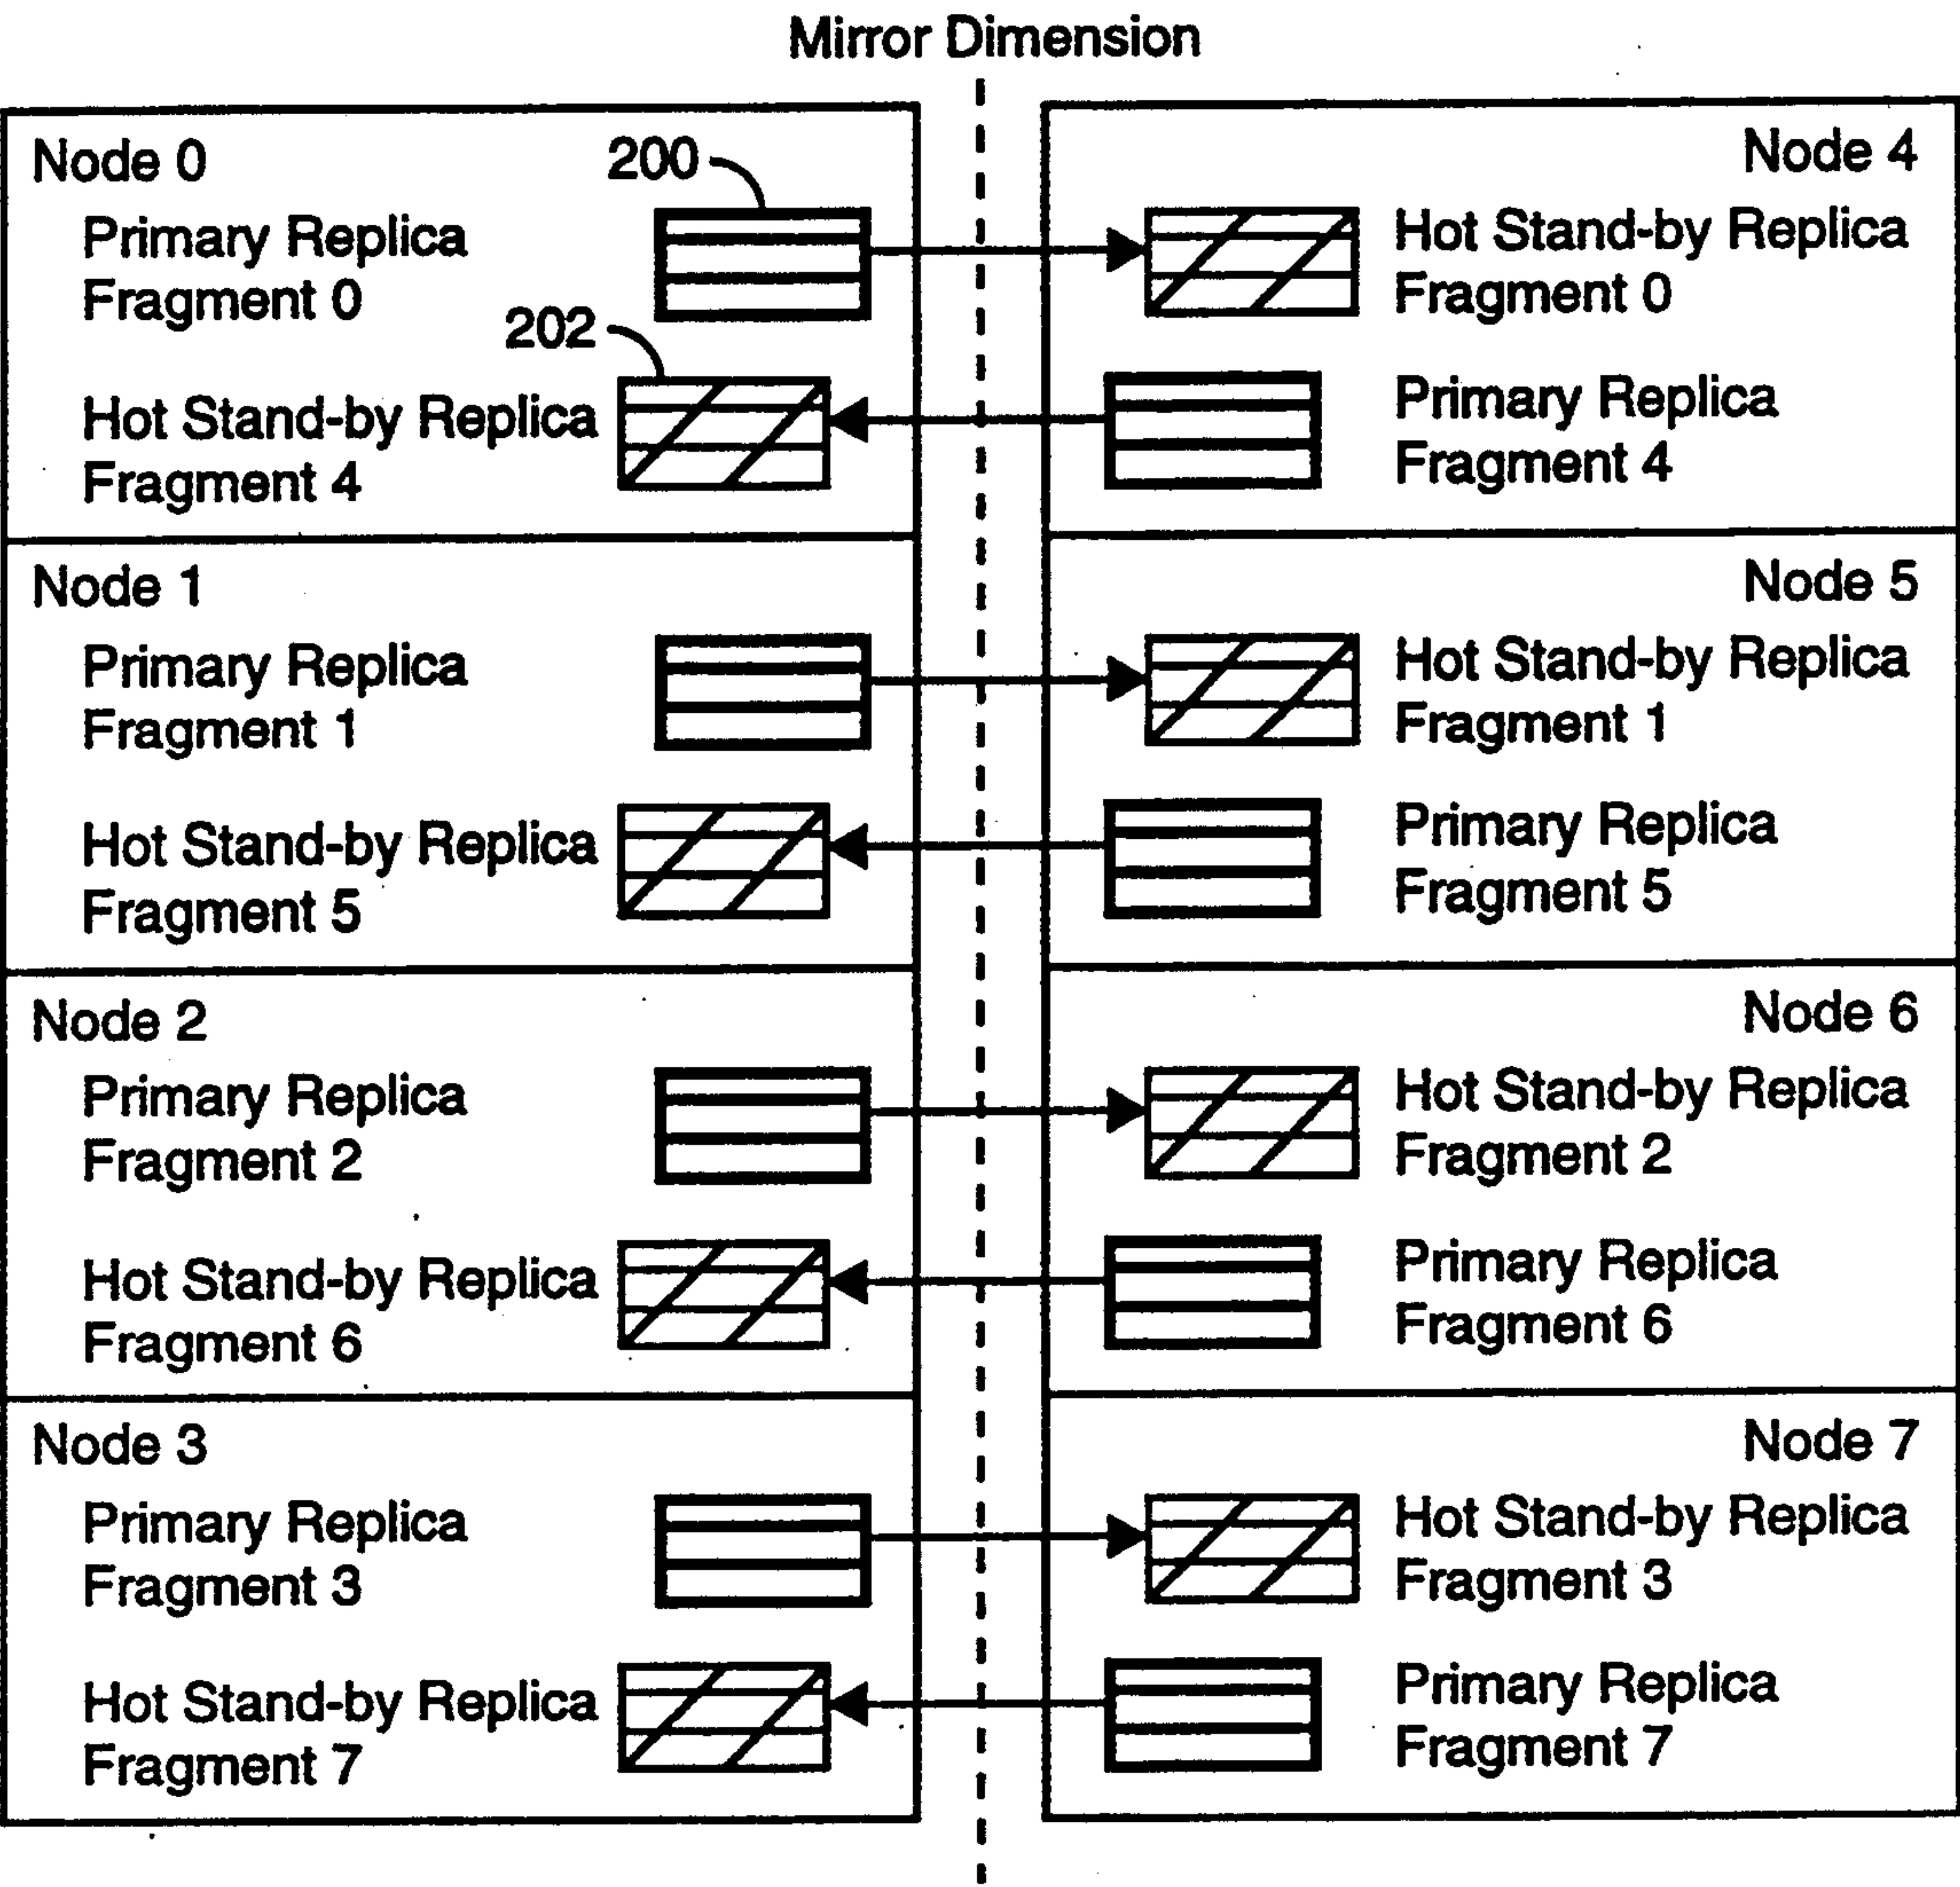 Mirror Dimension
Node 0
200
Primary Replica
Fragment 0
202
Hot Stand-by Replica
Fragment 4
Node 4
Hot Stand-by Replica
Fragment 0
Primary Replica
Fragment 4
Node 1
Primary Replica
Fragment 1
Hot Stand-by Replica
Fragment 5
Node 5
Hot Stand-by Replica
Fragment 1
Primary Replica
Fragment 5
Node 2
Primary Replica
Fragment 2
Hot Stand-by Replica
Fragment 6
Node 6
Hot Stand-by Replica
Fragment 2
Primary Replica
Fragment 6
Node 3
Primary Replica
Fragment 3
Hot Stand-by Replica
Fragment 7
Node 7
Hot Stand-by Replica
Fragment 3
Primary Replica
Fragment 7